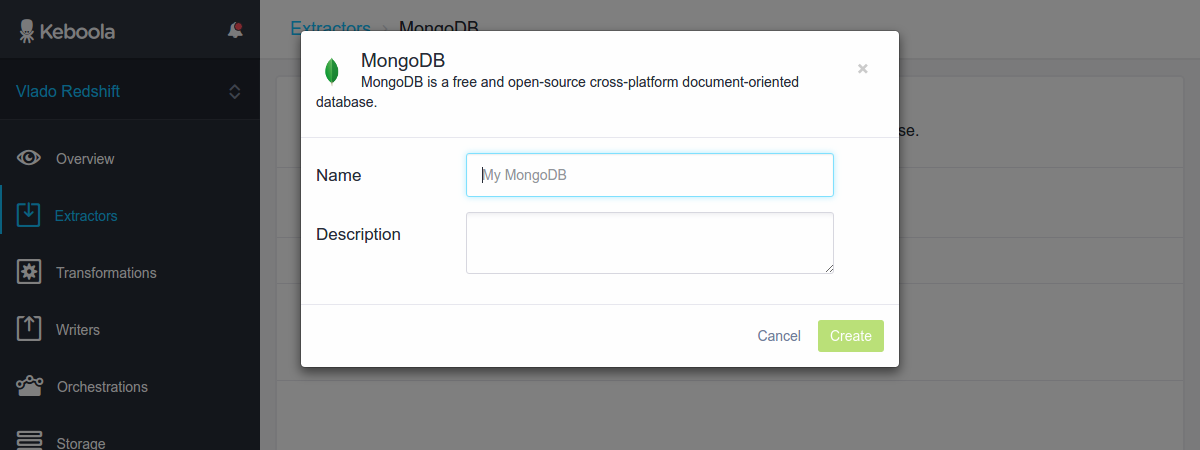 Keboola
Extractors > MongoDB
Vlado Redshift
Overview
Extractors
Transformations
Writers
Orchestrations
Storage
MongoDB
MongoDB is a free and open-source cross-platform document-oriented
database.
×
se.
Name
My MongoDB
Description
Cancel
Create